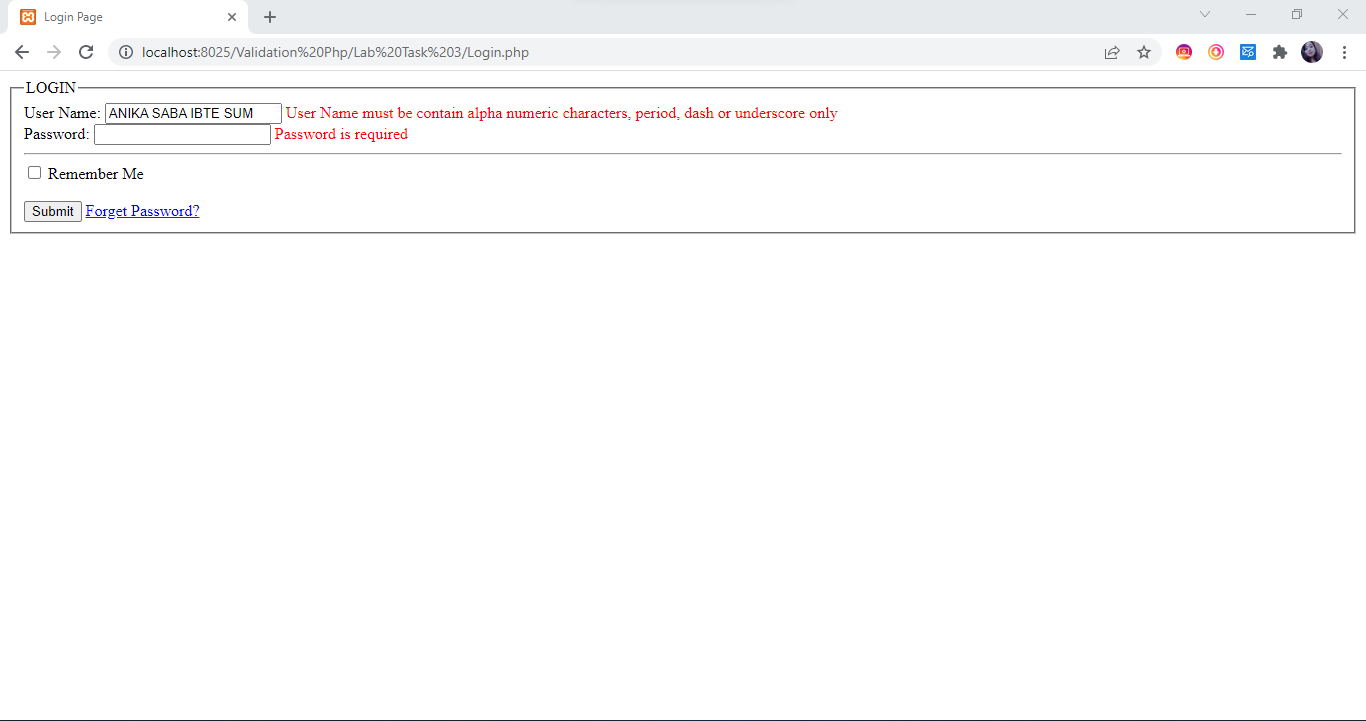 Login Page
localhost:8025/Validation%20Php/Lab%20Task%203/Login.php
LOGIN
User Name: ANIKA SABA IBTE SUM User Name must be contain alpha numeric characters, period, dash or underscore only
Password: Password is required
Remember Me
Submit Forget Password?